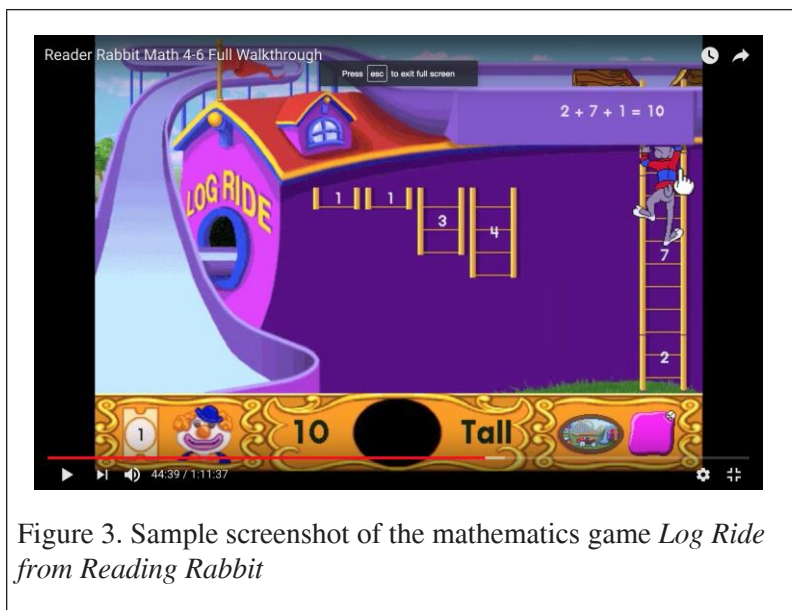 Reader Rabbit Math 4-6 Full Walkthrough
Press esc to exit full screen
2 + 7 + 1 = 10
LOG RIDE
1 1 3 4
7
2
1
10 Tall
44:39 / 1:11:37
Figure 3. Sample screenshot of the mathematics game Log Ride
from Reading Rabbit